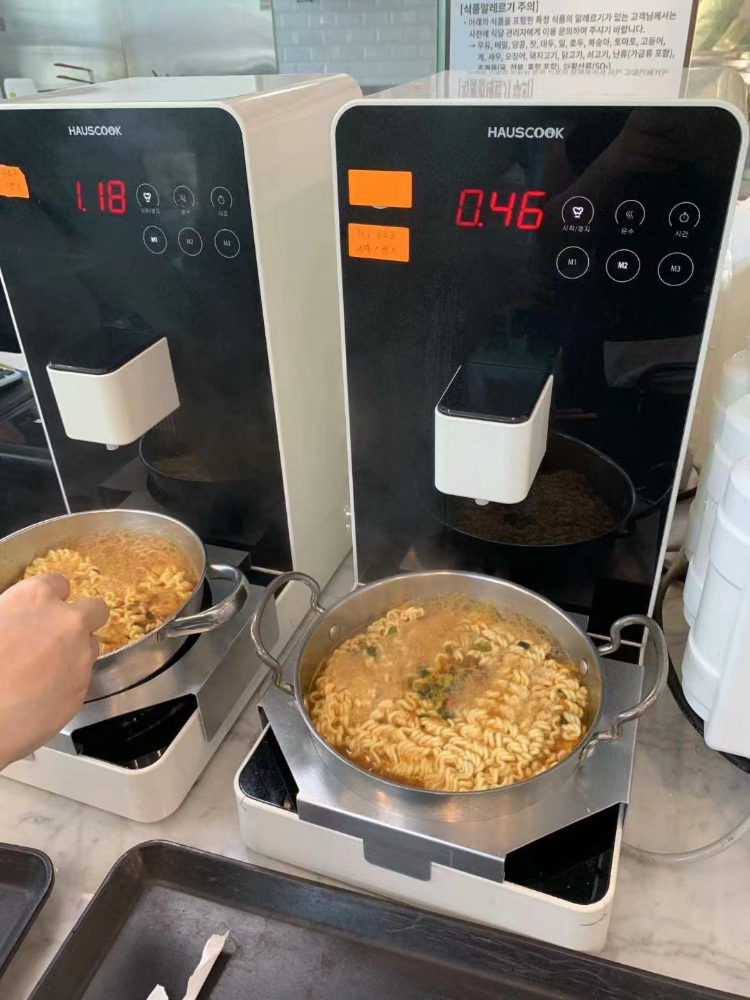 [식품알레르기 주의]
· 아래의 식품을 포함한 특정 식품의 알레르기가 있는 고객님께서는
사전에 식당 관리자에게 이용 문의하여 주시기 바랍니다.
→ 우유, 메밀, 땅콩, 잣, 대두, 밀, 호두, 복숭아, 토마토, 고등어,
게, 새우, 오징어, 돼지고기, 닭고기, 쇠고기, 난류(가금류 포함),
조개류(굴, 전복, 홍합 포함), 아황산류(SO₂)
HAUSCOOK
1.18
시작/정지
온수
시간
M1
M2
M3
HAUSCOOK
0.46
시작/정지
온수
시간
M1
M2
M3
M1 누르고
시작/정지